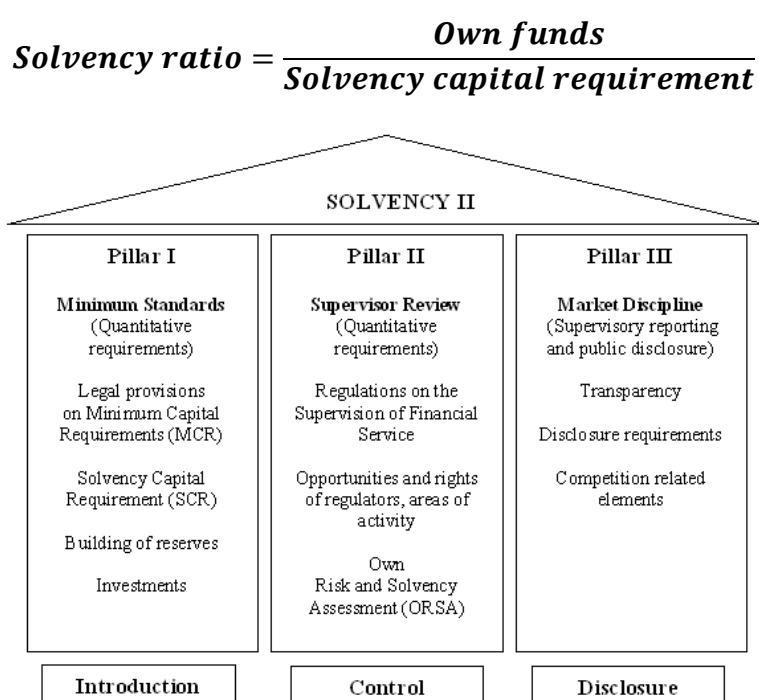 Solvency ratio = Own funds / Solvency capital requirement
SOLVENCY II
Pillar I
Minimum Standards
(Quantitative
requirements)
Legal provisions
on Minimum Capital
Requirements (MCR)
Solvency Capital
Requirement (SCR)
Building of reserves
Investments
Introduction
Pillar II
Supervisor Review
(Quantitative
requirements)
Regulations on the
Supervision of Financial
Service
Opportunities and rights
of regulators, areas of
activity
Own
Risk and Solvency
Assessment (ORSA)
Control
Pillar III
Market Discipline
(Supervisory reporting
and public disclosure)
Transparency
Disclosure requirements
Competition related
elements
Disclosure